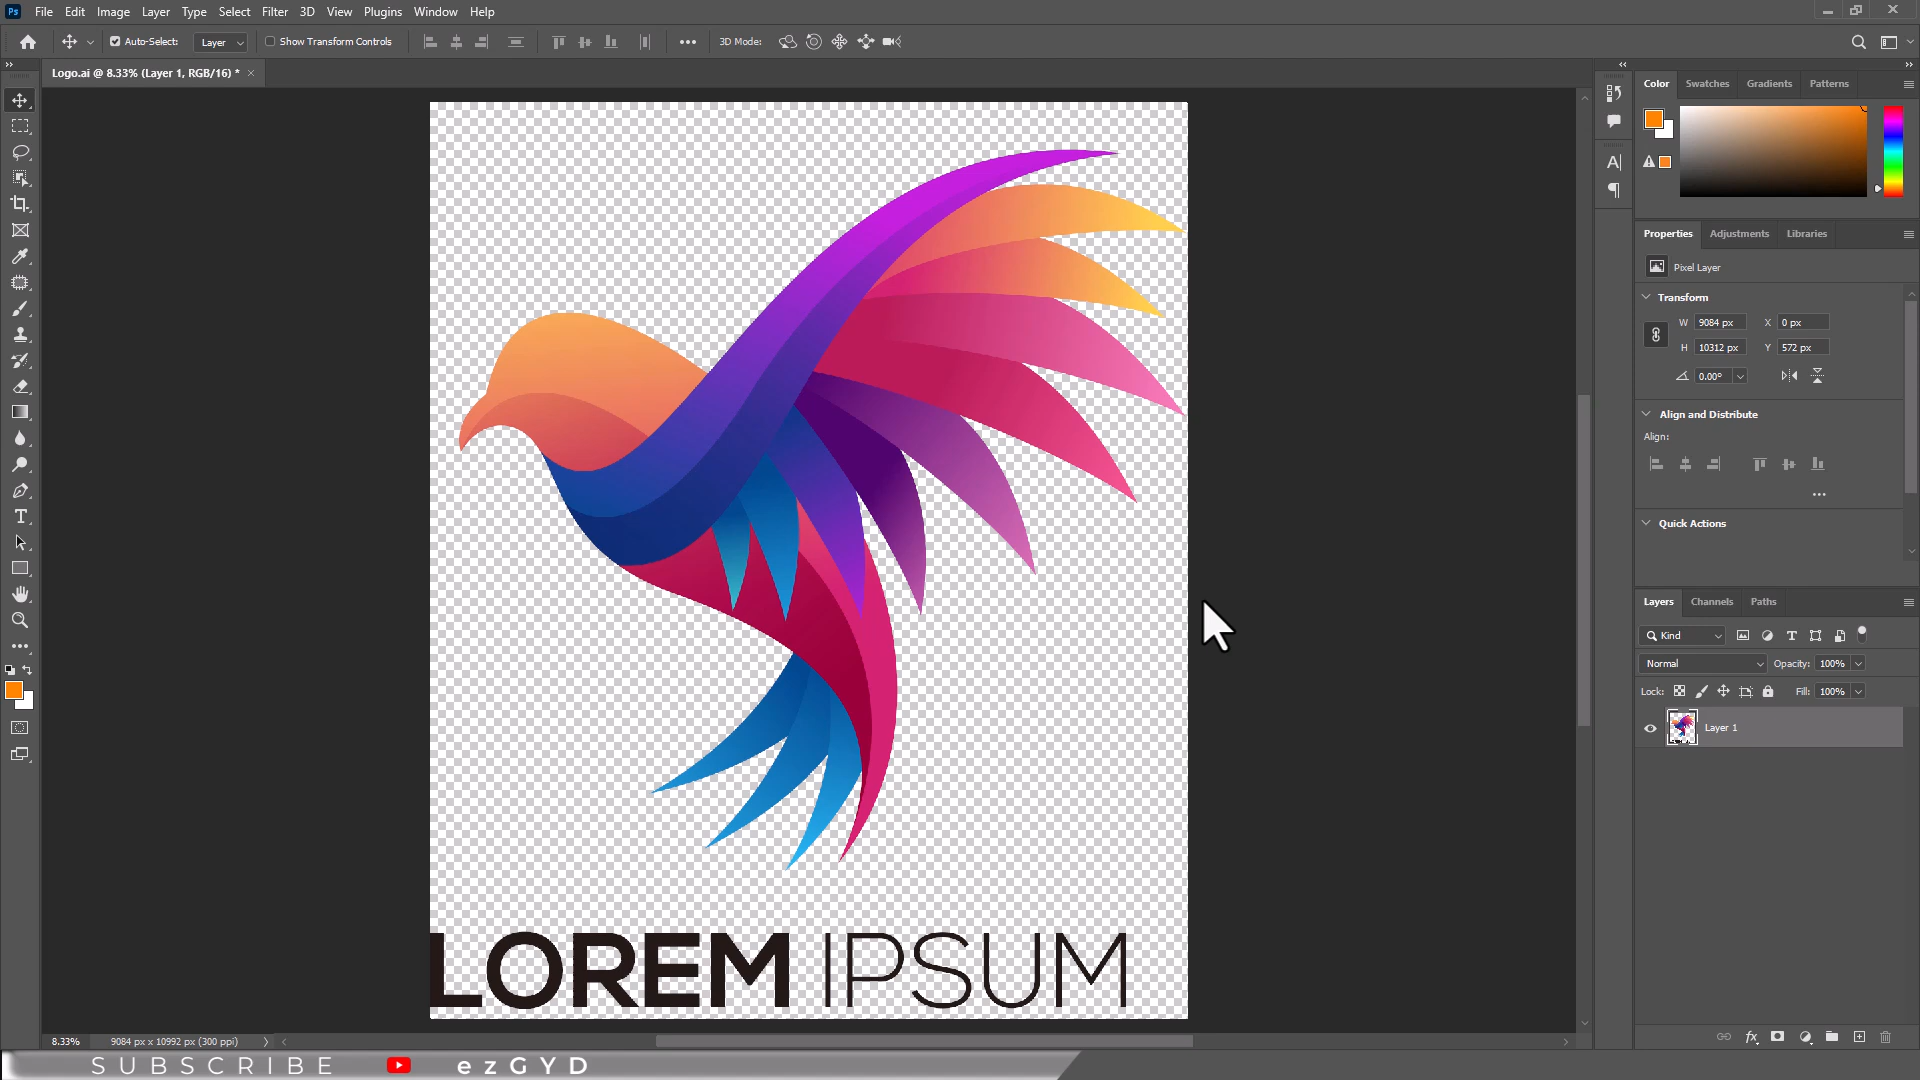 Ps File Edit Image Layer Type Select Filter 3D View Plugins Window Help
Auto-Select: Layer Show Transform Controls 3D Mode:
Logo.ai @ 8.33% (Layer 1, RGB/16) * ×
Color Swatches Gradients Patterns
Properties Adjustments Libraries
Pixel Layer
Transform
W 9084 px X 0 px
H 10312 px Y 572 px
0.00°
Align and Distribute
Align:
Quick Actions
Layers Channels Paths
Kind
Normal Opacity: 100%
Lock: Fill: 100%
Layer 1
LOREM IPSUM
8.33% 9084 px x 10992 px (300 ppi)
SUBSCRIBE ezGYD